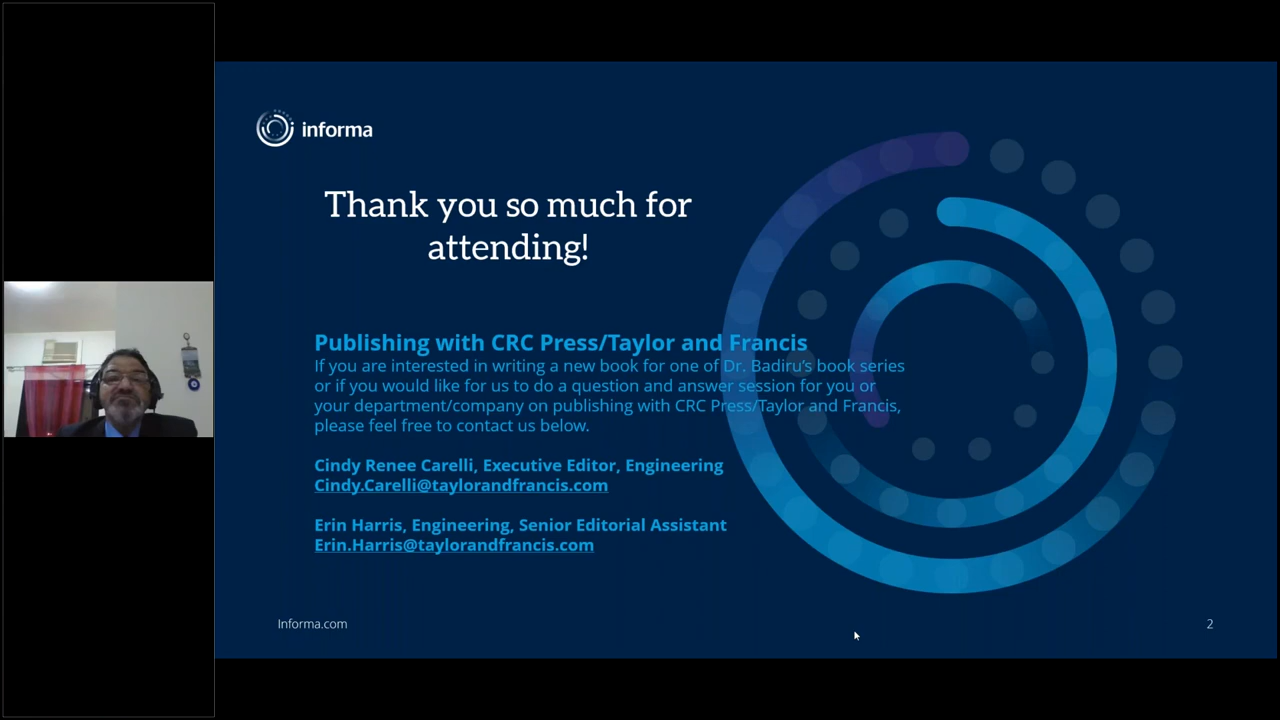 informa
Thank you so much for
attending!
Publishing with CRC Press/Taylor and Francis
If you are interested in writing a new book for one of Dr. Badiru’s book series
or if you would like for us to do a question and answer session for you or
your department/company on publishing with CRC Press/Taylor and Francis,
please feel free to contact us below.
Cindy Renee Carelli, Executive Editor, Engineering
Cindy.Carelli@taylorandfrancis.com
Erin Harris, Engineering, Senior Editorial Assistant
Erin.Harris@taylorandfrancis.com
Informa.com
2